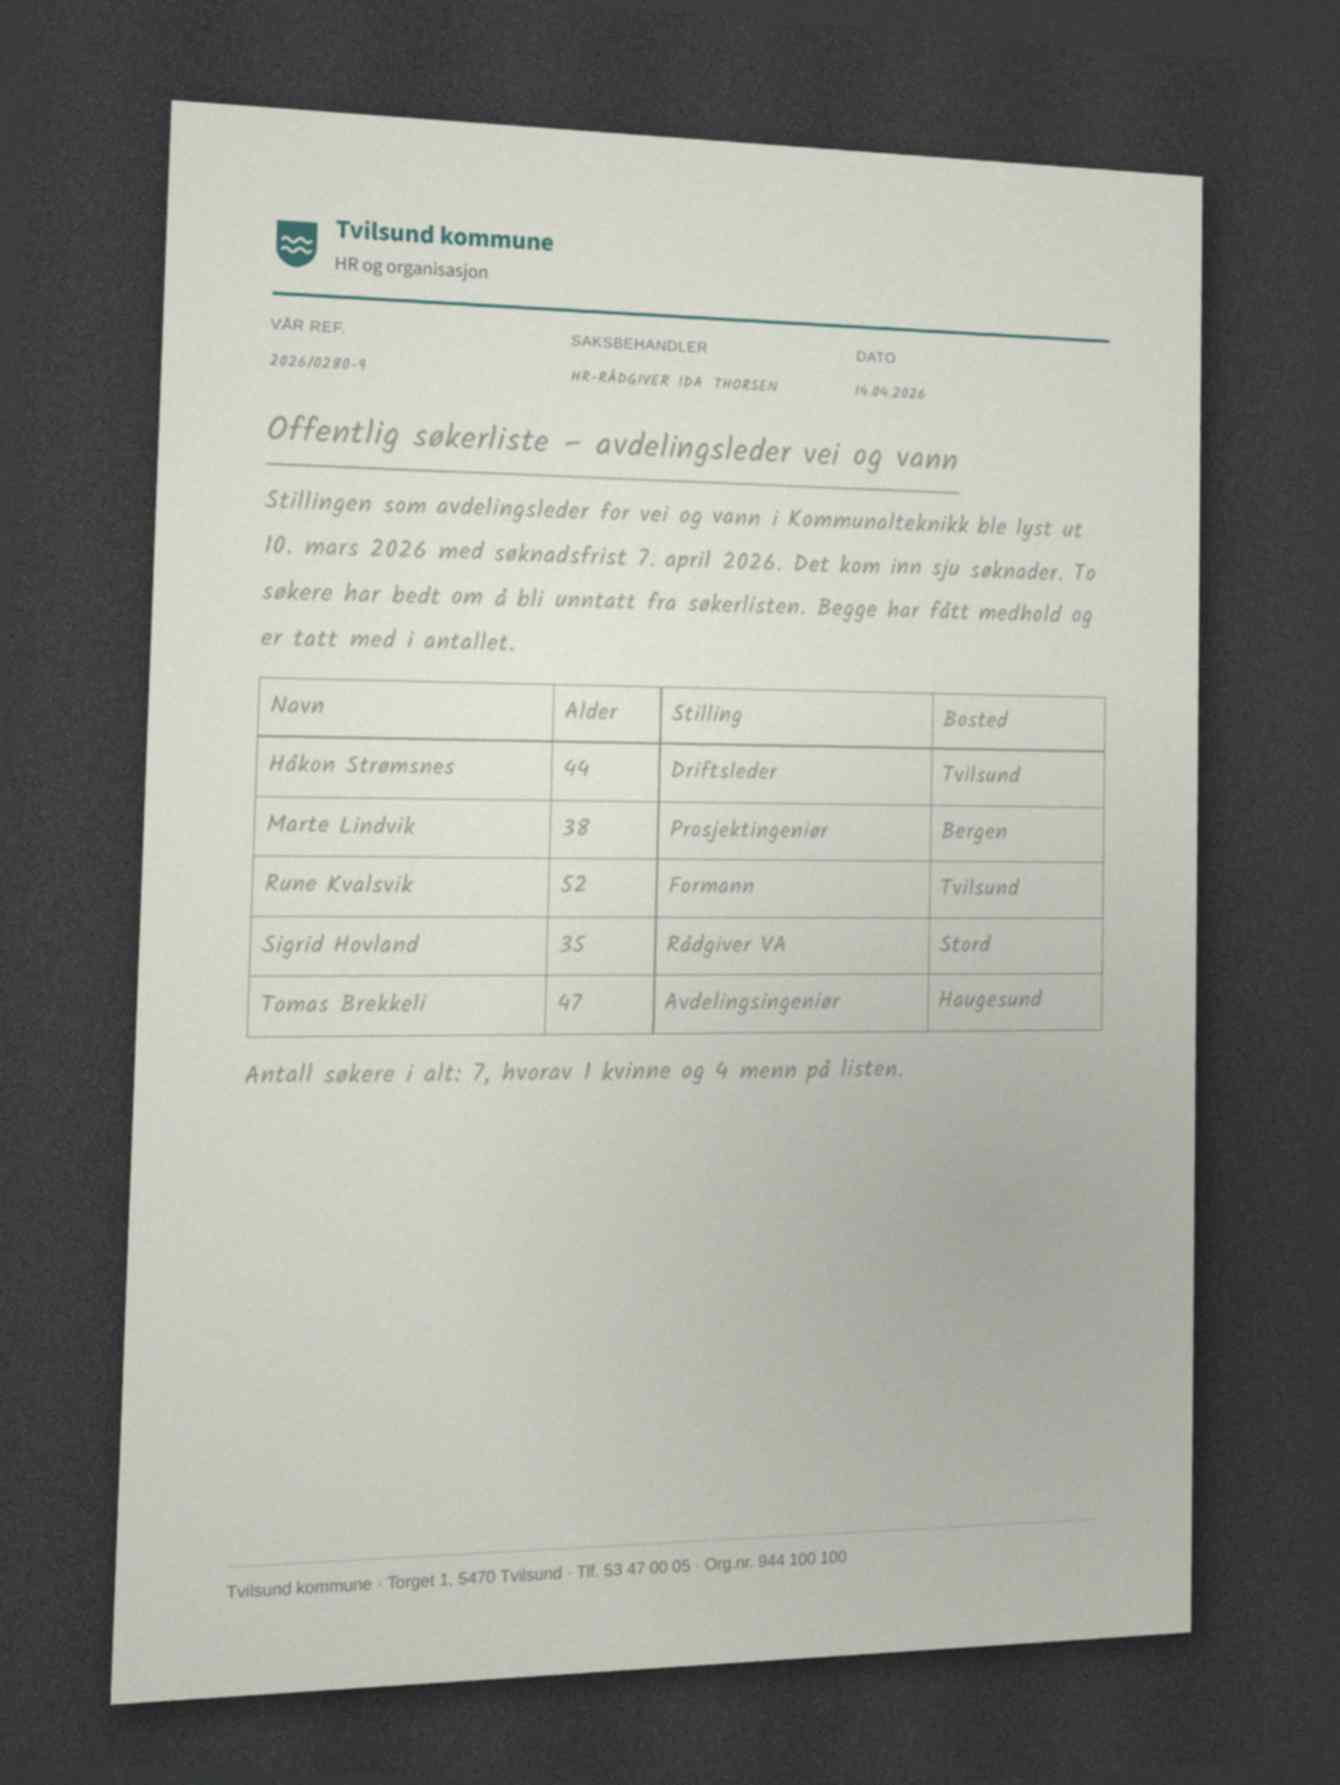 Tvilsund kommune
HR og organisasjon
VÅR REF.
2026/0280-9
SAKSBEHANDLER
HR-RÅDGIVER IDA THORSEN
DATO
14.04.2026
Offentlig søkerliste – avdelingsleder vei og vann
Stillingen som avdelingsleder for vei og vann i Kommunalteknikk ble lyst ut
10. mars 2026 med søknadsfrist 7. april 2026. Det kom inn sju søknader. To
søkere har bedt om å bli unntatt fra søkerlisten. Begge har fått medhold og
er tatt med i antallet.
Navn Alder Stilling Bosted
Håkon Strømsnes 44 Driftsleder Tvilsund
Marte Lindvik 38 Prosjektingeniør Bergen
Rune Kvalsvik 52 Formann Tvilsund
Sigrid Hovland 35 Rådgiver VA Stord
Tomas Brekkeli 47 Avdelingsingeniør Haugesund
Antall søkere i alt: 7, hvorav 1 kvinne og 4 menn på listen.
Tvilsund kommune · Torget 1, 5470 Tvilsund · Tlf. 53 47 00 05 · Org.nr. 944 100 100